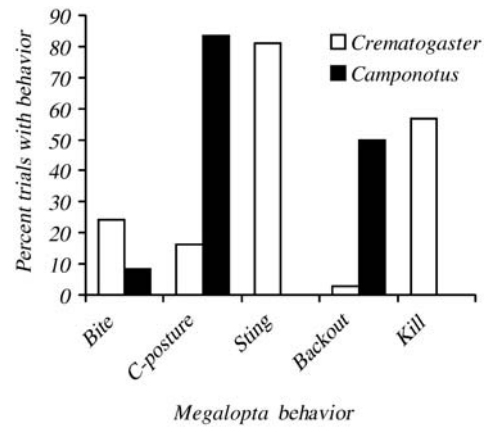 Percent trials with behavior
90
80
70
60
50
40
30
20
10
0
Crematogaster
Camponotus
Bite
C-posture
Sting
Backout
Kill
Megalopta behavior